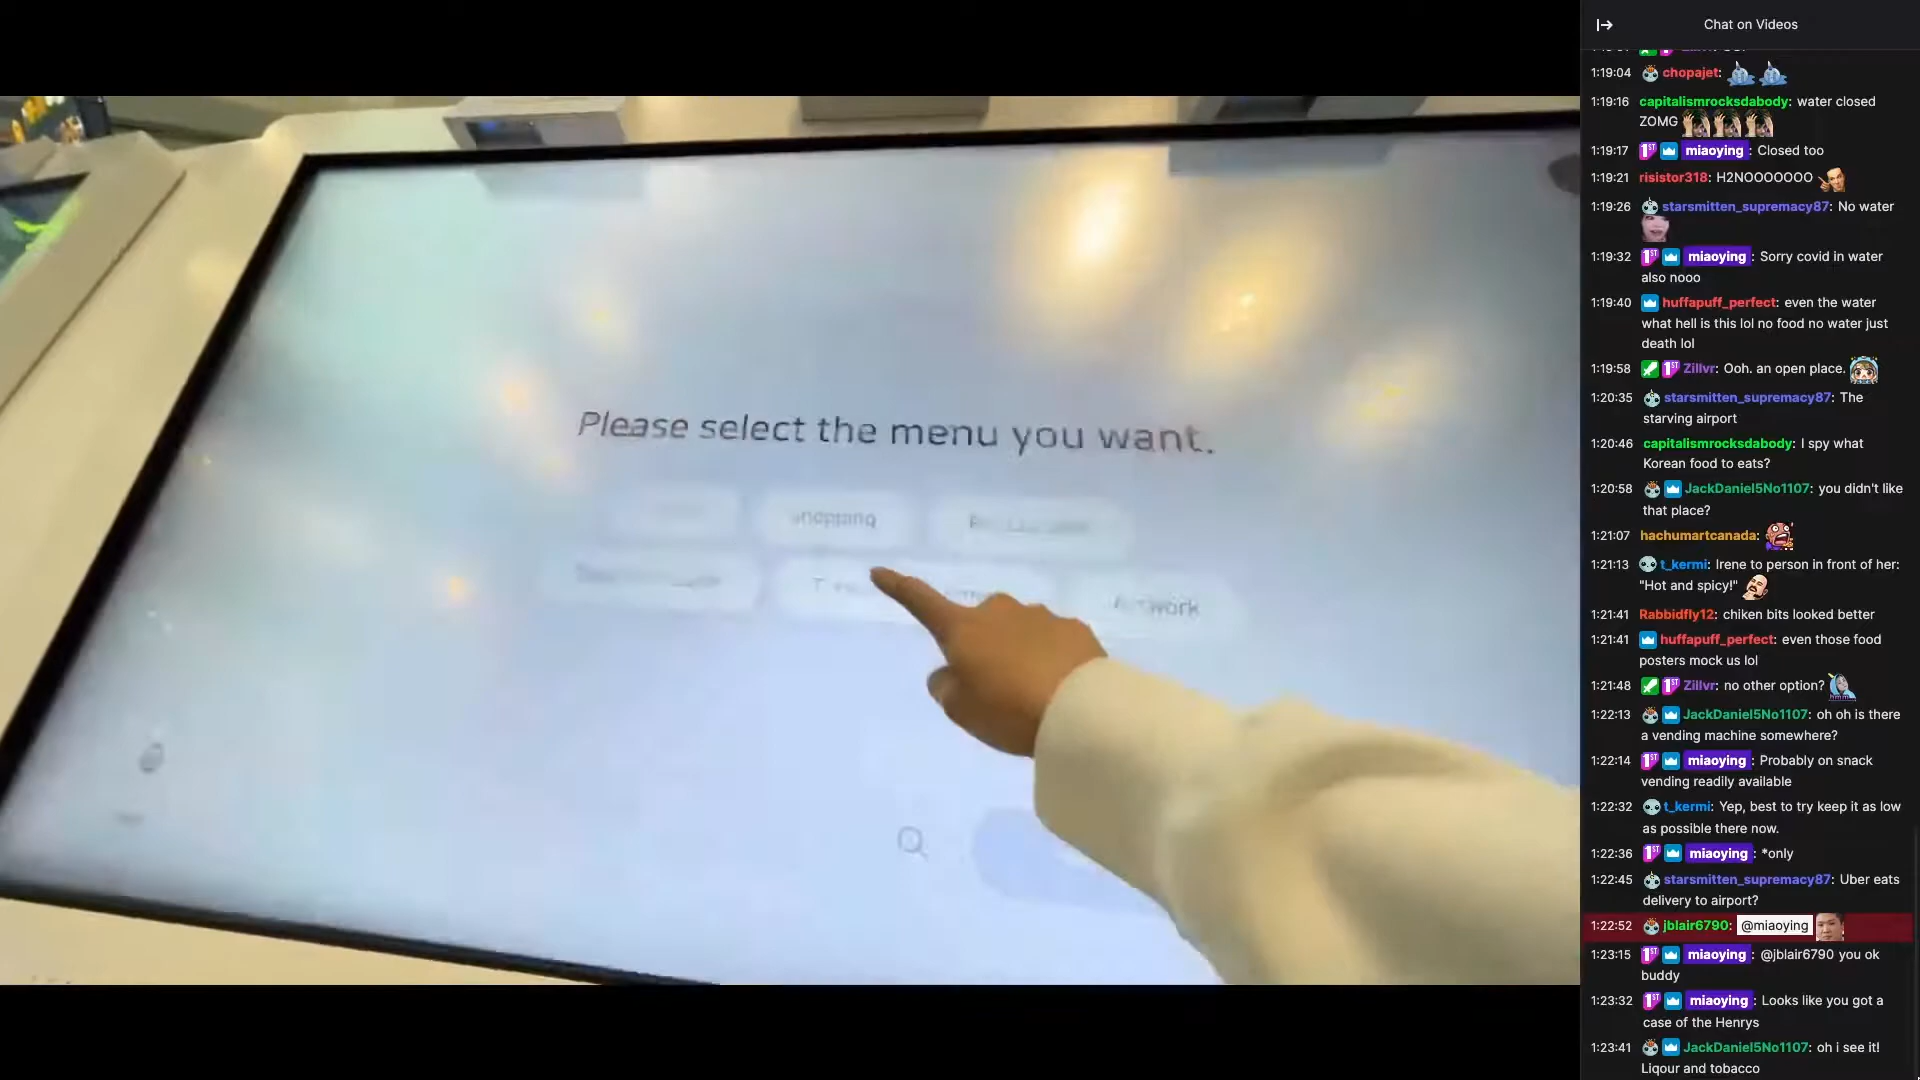 Please select the menu you want.
Shopping
Artwork
Chat on Videos
1:19:04 chopajet:
1:19:16 capitalismrocksdabody: water closed
ZOMG
1:19:17 miaoying : Closed too
1:19:21 risistor318: H2NOOOOOOO
1:19:26 starsmitten_supremacy87: No water
1:19:32 miaoying : Sorry covid in water
also nooo
1:19:40 huffapuff_perfect: even the water
what hell is this lol no food no water just
death lol
1:19:58 Zillvr: Ooh. an open place.
1:20:35 starsmitten_supremacy87: The
starving airport
1:20:46 capitalismrocksdabody: I spy what
Korean food to eats?
1:20:58 JackDaniel5No1107: you didn't like
that place?
1:21:07 hachumartcanada:
1:21:13 t_kermi: Irene to person in front of her:
"Hot and spicy!"
1:21:41 Rabbidfly12: chiken bits looked better
1:21:41 huffapuff_perfect: even those food
posters mock us lol
1:21:48 Zillvr: no other option?
1:22:13 JackDaniel5No1107: oh oh is there
a vending machine somewhere?
1:22:14 miaoying : Probably on snack
vending readily available
1:22:32 t_kermi: Yep, best to try keep it as low
as possible there now.
1:22:36 miaoying : *only
1:22:45 starsmitten_supremacy87: Uber eats
delivery to airport?
1:22:52 jblair6790: @miaoying
1:23:15 miaoying : @jblair6790 you ok
buddy
1:23:32 miaoying : Looks like you got a
case of the Henrys
1:23:41 JackDaniel5No1107: oh i see it!
Liqour and tobacco